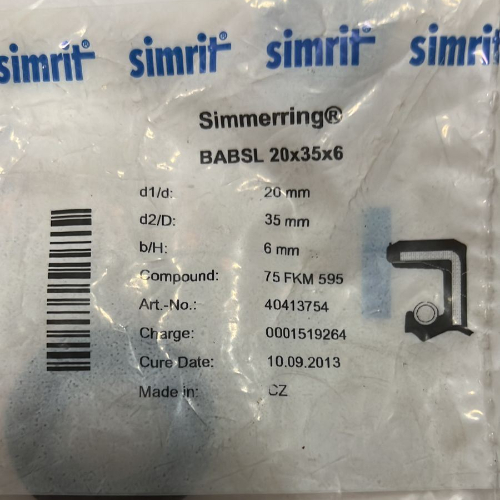 simrit® simrit® simrit® simrit
Simmerring®
BABSL 20x35x6
d1/d: 20 mm
d2/D: 35 mm
b/H: 6 mm
Compound: 75 FKM 595
Art.-No.: 40413754
Charge: 0001519264
Cure Date: 10.09.2013
Made in: CZ